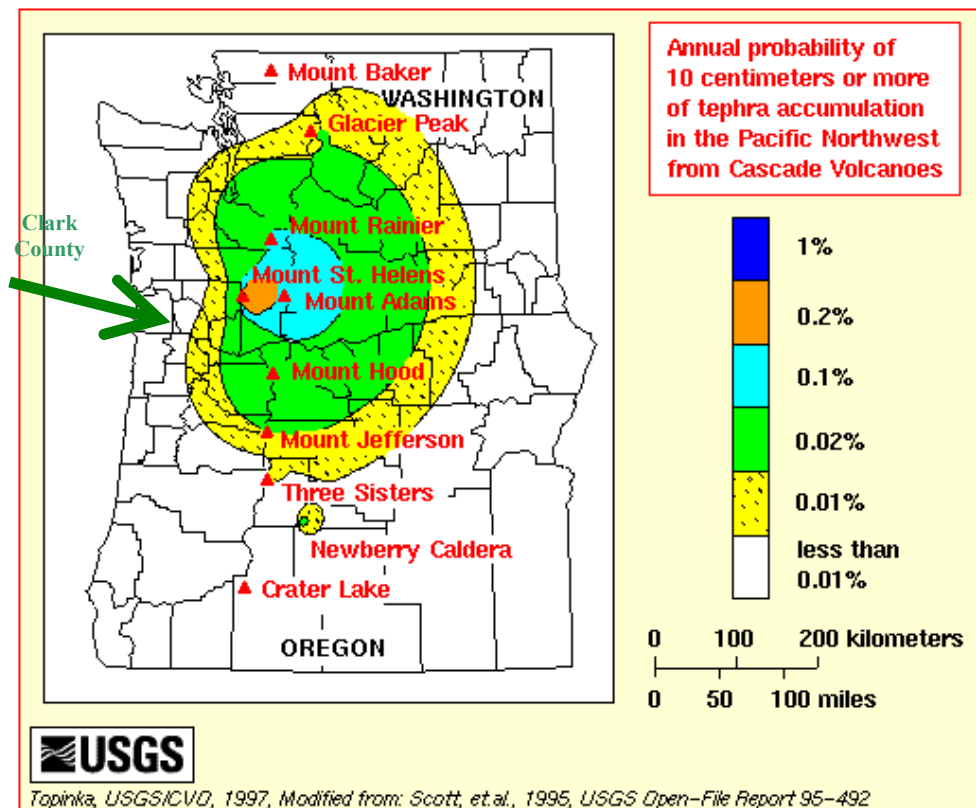 Annual probability of
10 centimeters or more
of tephra accumulation
in the Pacific Northwest
from Cascade Volcanoes
Mount Baker
WASHINGTON
Glacier Peak
Clark
County
Mount Rainier
Mount St. Helens
Mount Adams
Mount Hood
Mount Jefferson
Three Sisters
Newberry Caldera
Crater Lake
OREGON
1%
0.2%
0.1%
0.02%
0.01%
less than
0.01%
0 100 200 kilometers
0 50 100 miles
USGS
Topinka, USGS/CVO, 1997, Modified from: Scott, et.al., 1995, USGS Open-File Report 95-492